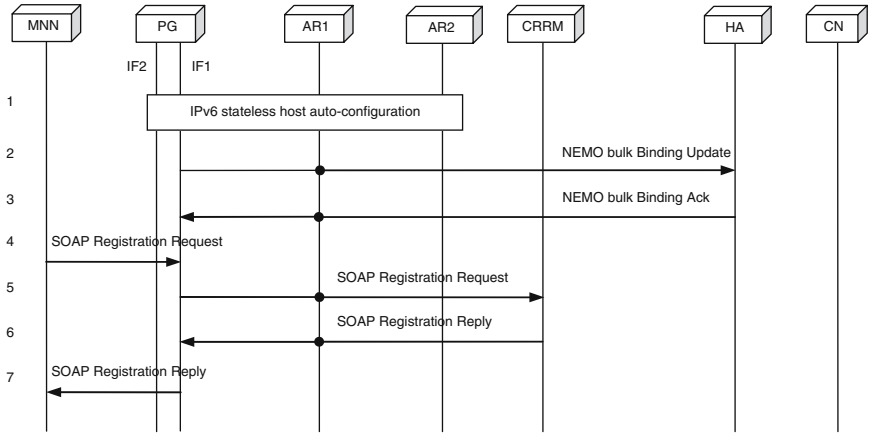 MNN PG AR1 AR2 CRRM HA CN
IF2 IF1
1 IPv6 stateless host auto-configuration
2 NEMO bulk Binding Update
3 NEMO bulk Binding Ack
4 SOAP Registration Request
5 SOAP Registration Request
6 SOAP Registration Reply
7 SOAP Registration Reply